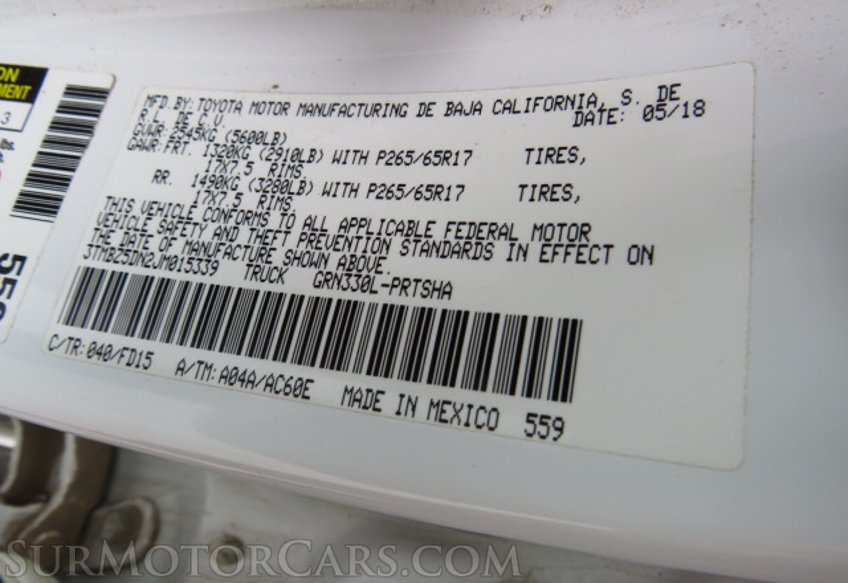 MFD.BY: TOYOTA MOTOR MANUFACTURING DE BAJA CALIFORNIA, S. DE
R.L. DE C.V. DATE: 05/18
GVWR: 2545KG (5600LB)
GAWR:FRT. 1320KG (2910LB) WITH P265/65R17 TIRES,
17X7.5 RIMS.
RR. 1490KG (3280LB) WITH P265/65R17 TIRES,
17X7.5 RIMS.
THIS VEHICLE CONFORMS TO ALL APPLICABLE FEDERAL MOTOR
VEHICLE SAFETY AND THEFT PREVENTION STANDARDS IN EFFECT ON
THE DATE OF MANUFACTURE SHOWN ABOVE.
3TMBZ5DN2JM015339 TRUCK GRN330L-PRTSHA
C/TR: 040/FD15 A/TM: A04A/AC60E MADE IN MEXICO 559
SurMotorCars.com